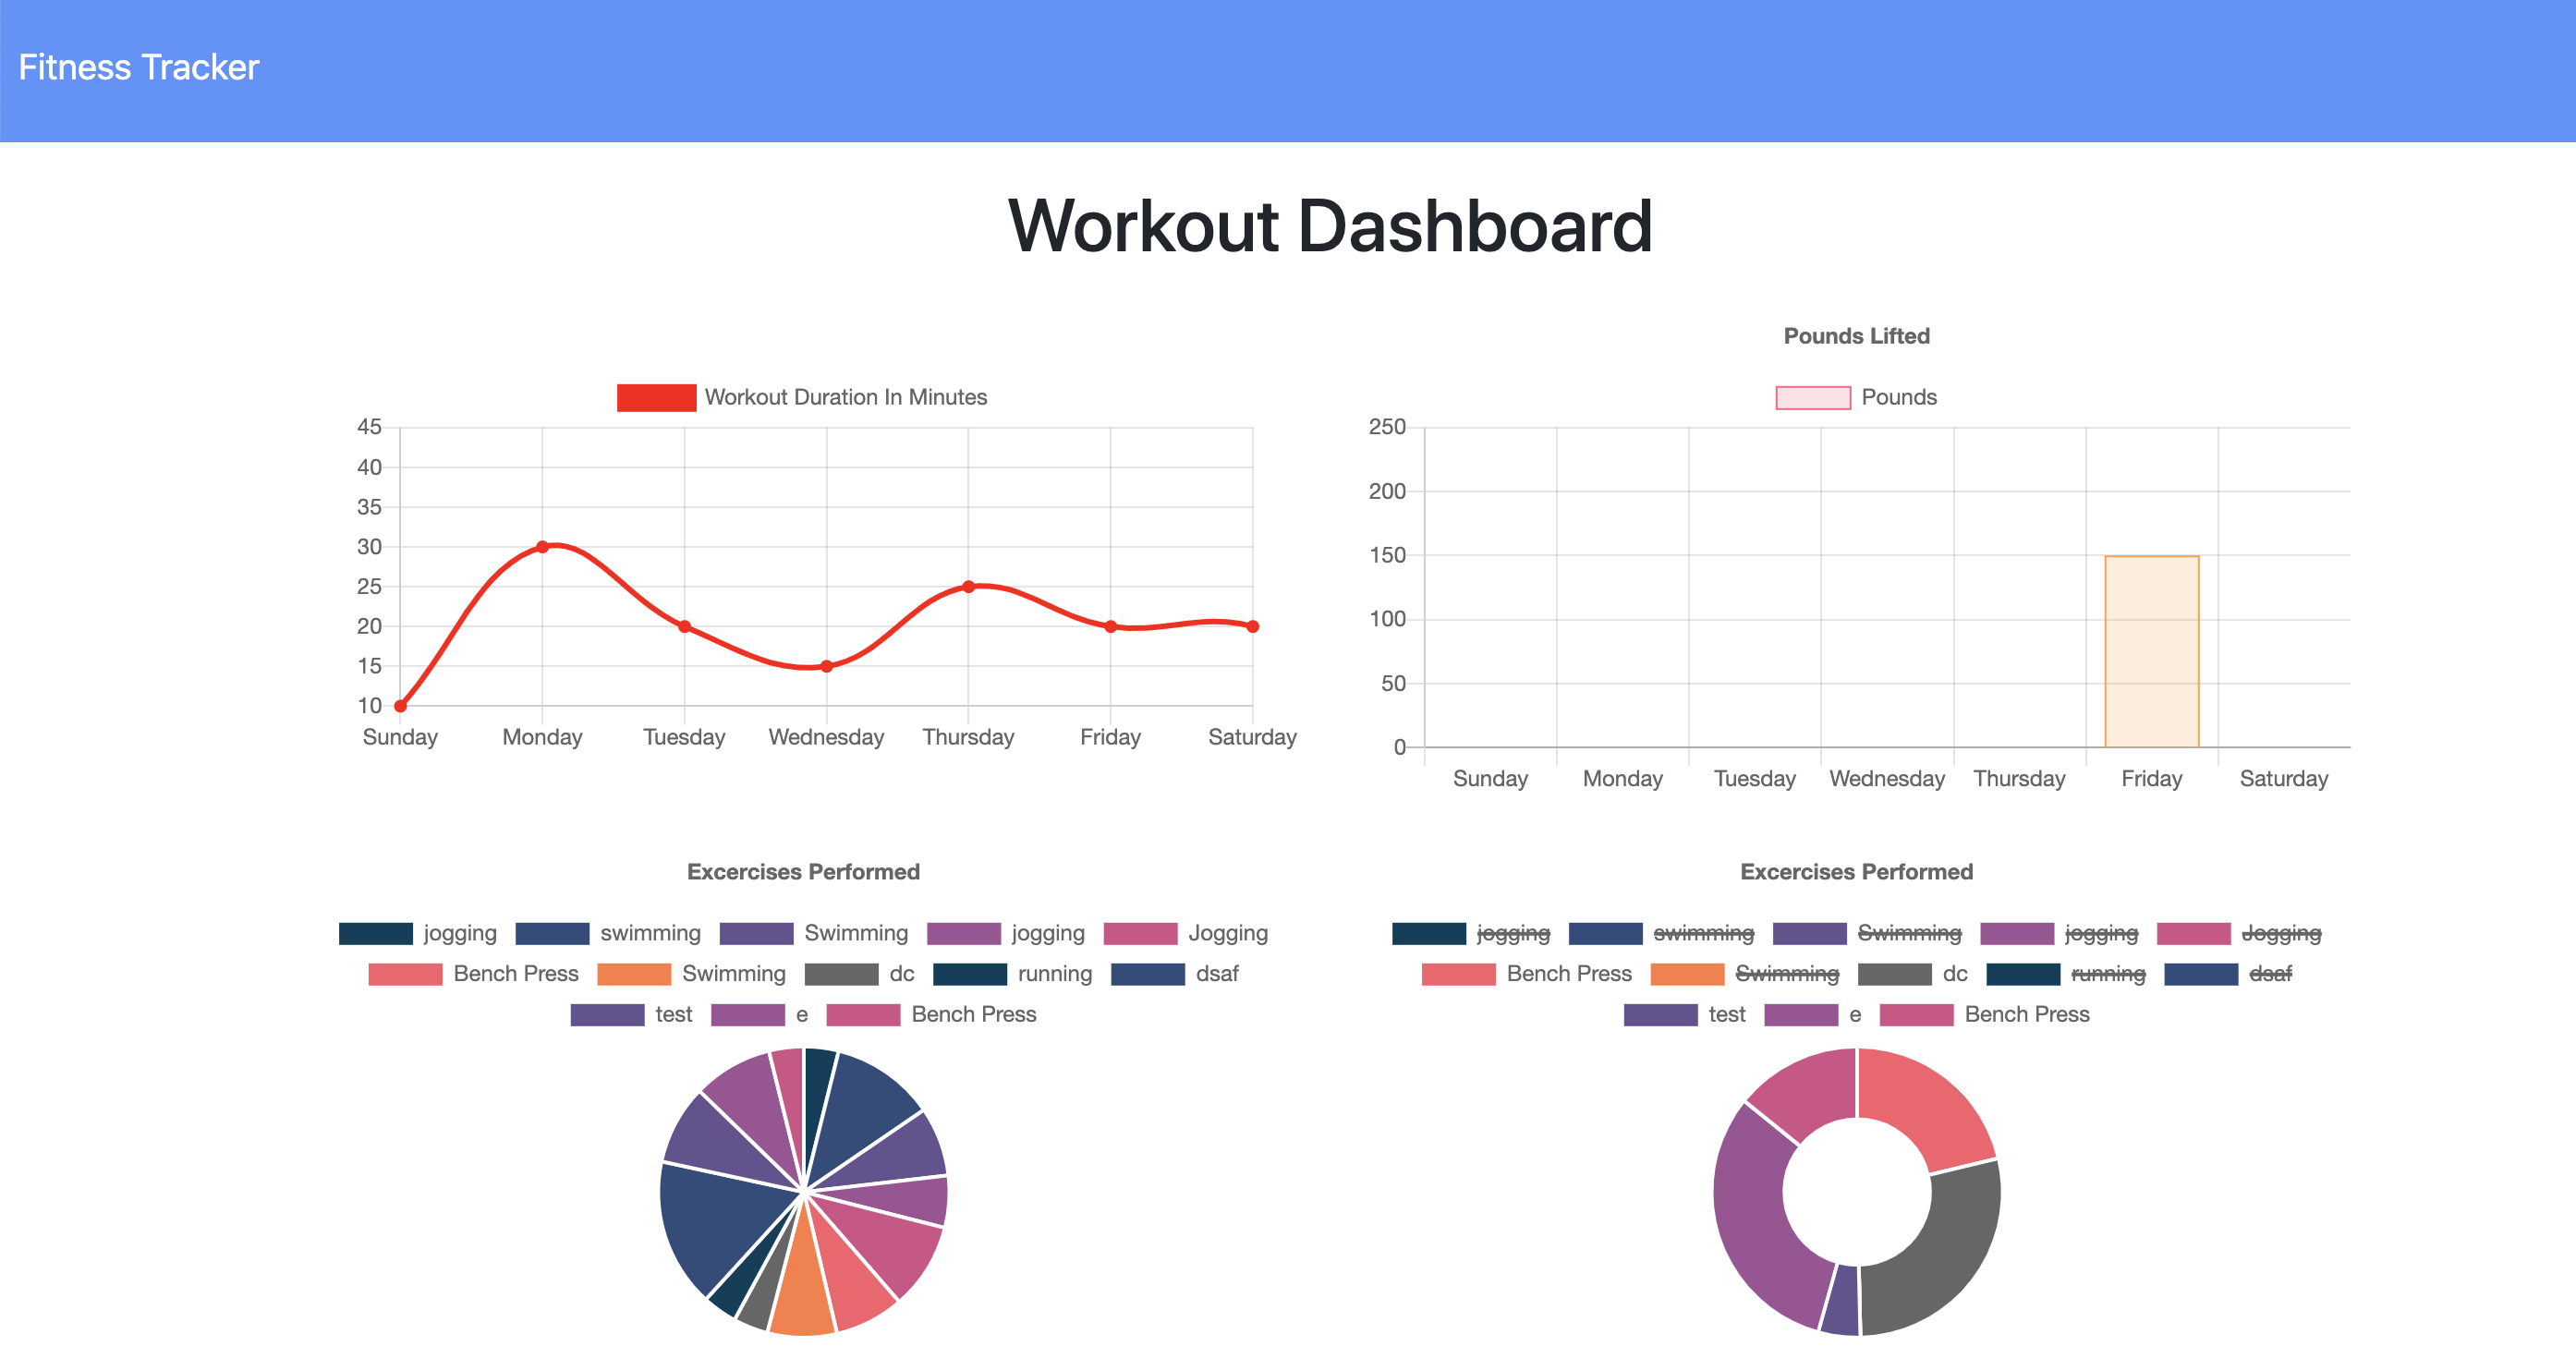 Fitness Tracker
Workout Dashboard
Workout Duration In Minutes
45
40
35
30
25
20
15
10
Sunday Monday Tuesday Wednesday Thursday Friday Saturday
Pounds Lifted
Pounds
250
200
150
100
50
0
Sunday Monday Tuesday Wednesday Thursday Friday Saturday
Excercises Performed
jogging swimming Swimming jogging Jogging
Bench Press Swimming dc running dsaf
test e Bench Press
Excercises Performed
jogging swimming Swimming jogging Jogging
Bench Press Swimming dc running dsaf
test e Bench Press